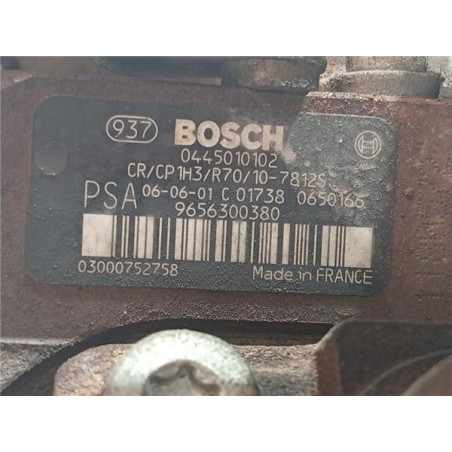 937 BOSCH
0445010102
CR/CP1H3/R70/10-7812S
PSA 06-06-01 C 01738 0650166
9656300380
03000752758 Made in FRANCE